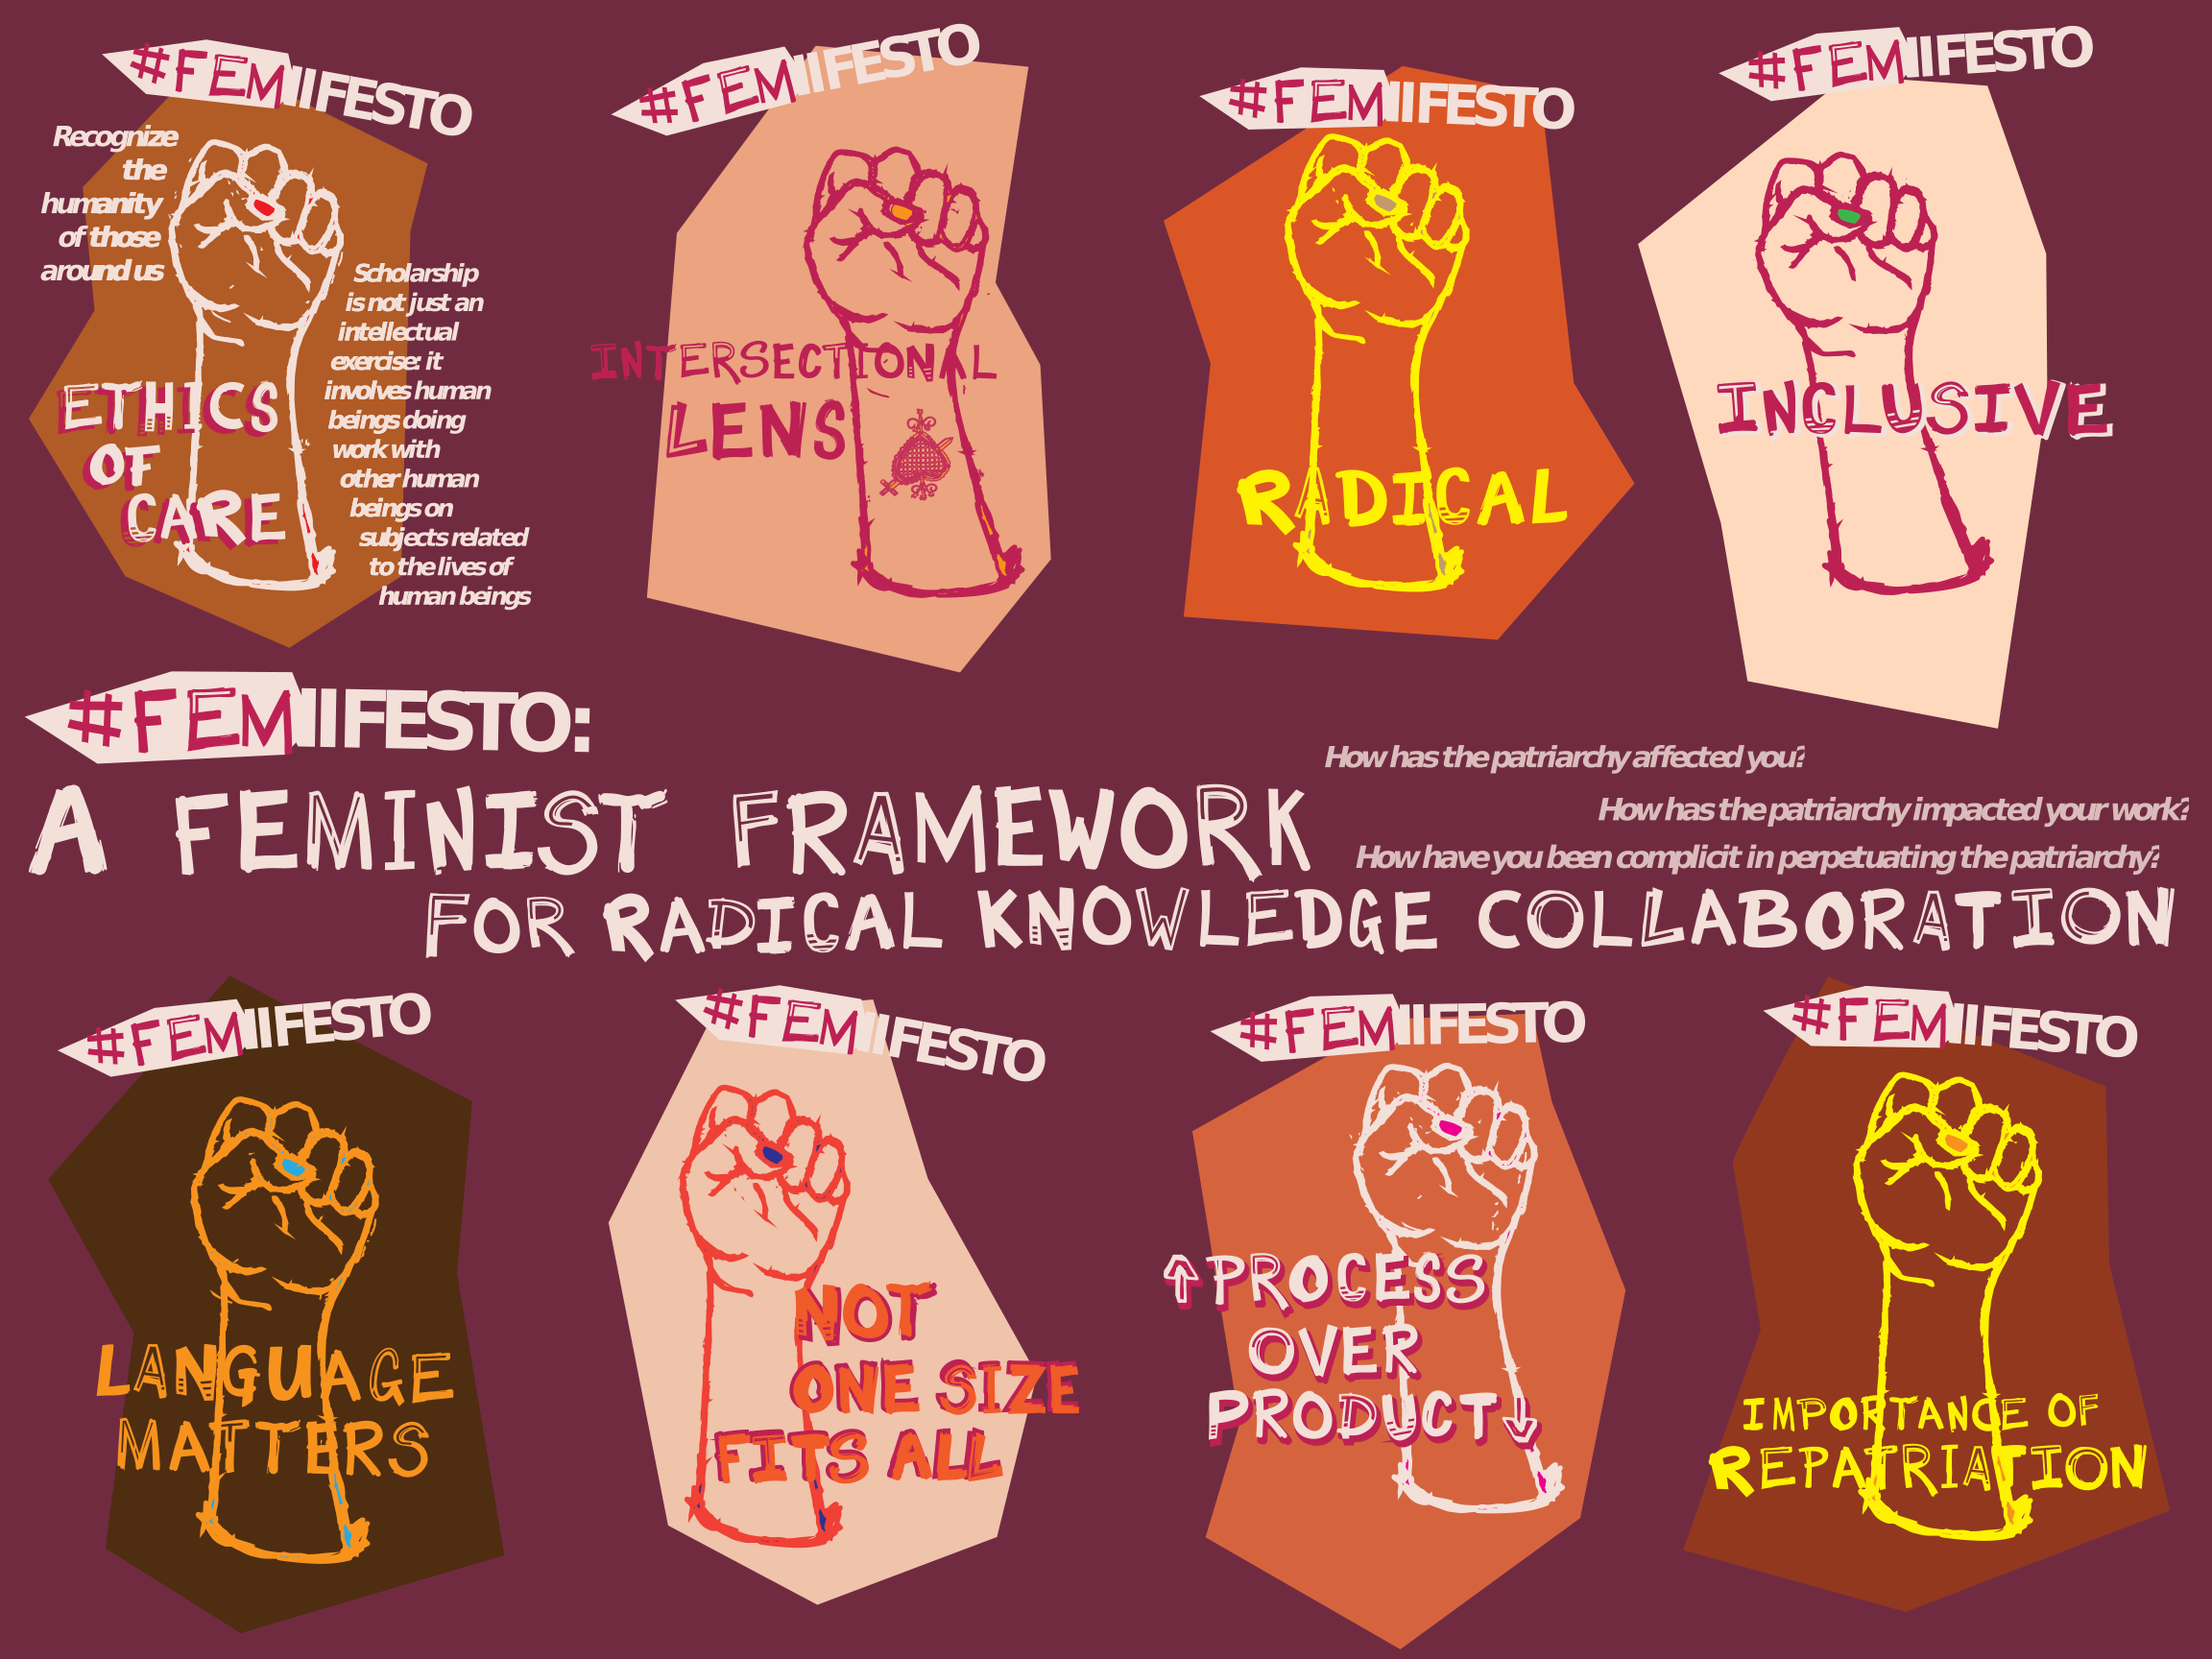 #FEMIIFESTO
Recognize
the
humanity
of those
around us
Scholarship
is not just an
intellectual
exercise: it
involves human
beings doing
work with
other human
beings on
subjects related
to the lives of
human beings
ETHICS
OF
CARE
#FEMIIFESTO
INTERSECTIONAL
LENS
#FEMIIFESTO
RADICAL
#FEMIIFESTO
INCLUSIVE
#FEMIIFESTO:
A FEMINIST FRAMEWORK
FOR RADICAL KNOWLEDGE COLLABORATION
How has the patriarchy affected you?
How has the patriarchy impacted your work?
How have you been complicit in perpetuating the patriarchy?
#FEMIIFESTO
LANGUAGE
MATTERS
#FEMIIFESTO
NOT
ONE SIZE
FITS ALL
#FEMIIFESTO
↑PROCESS
OVER
PRODUCT↓
#FEMIIFESTO
IMPORTANCE OF
REPATRIATION